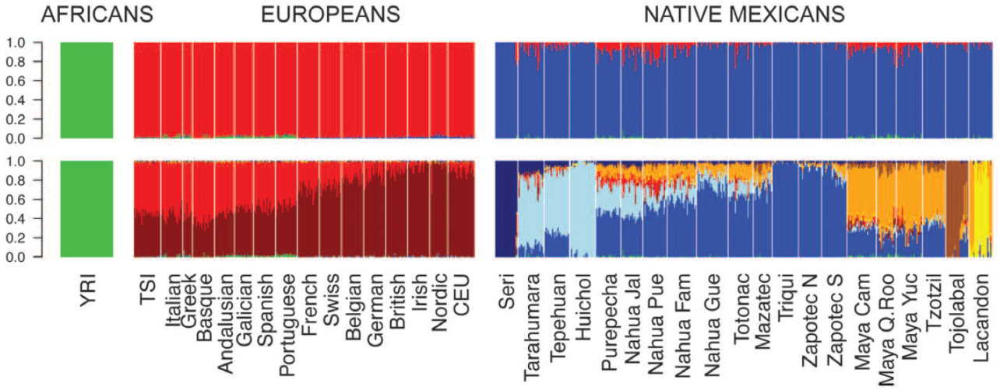 AFRICANS EUROPEANS NATIVE MEXICANS
1.0
0.8
0.6
0.4
0.2
0.0
1.0
0.8
0.6
0.4
0.2
0.0
YRI
TSI
Italian
Greek
Basque
Andalusian
Galician
Spanish
Portuguese
French
Swiss
Belgian
German
British
Irish
Nordic
CEU
Seri
Tarahumara
Tepehuan
Huichol
Purepecha
Nahua Jal
Nahua Pue
Nahua Fam
Nahua Gue
Totonac
Mazatec
Triqui
Zapotec N
Zapotec S
Maya Cam
Maya Q.Roo
Maya Yuc
Tzotzil
Tojolabal
Lacandon